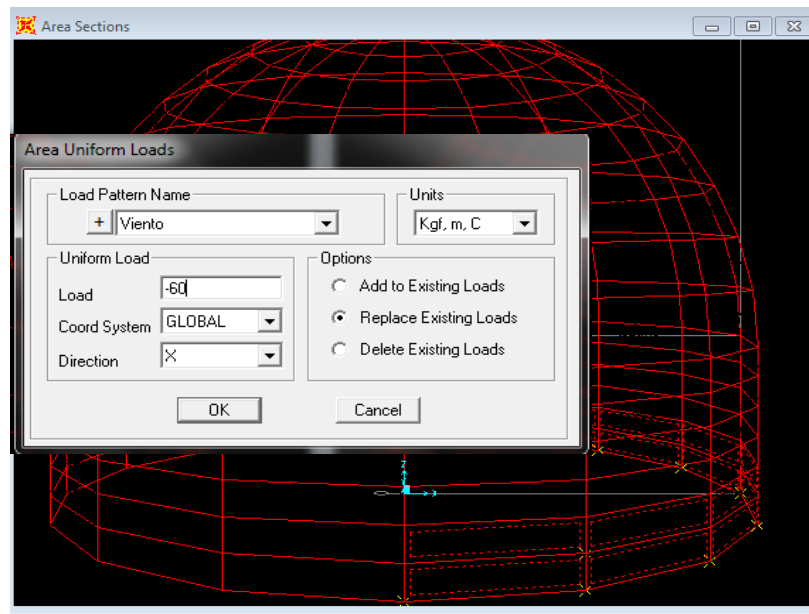 Area Sections
Area Uniform Loads
Load Pattern Name
+ Viento
Units
Kgf, m, C
Uniform Load
Load -60
Coord System GLOBAL
Direction X
Options
Add to Existing Loads
Replace Existing Loads
Delete Existing Loads
OK Cancel